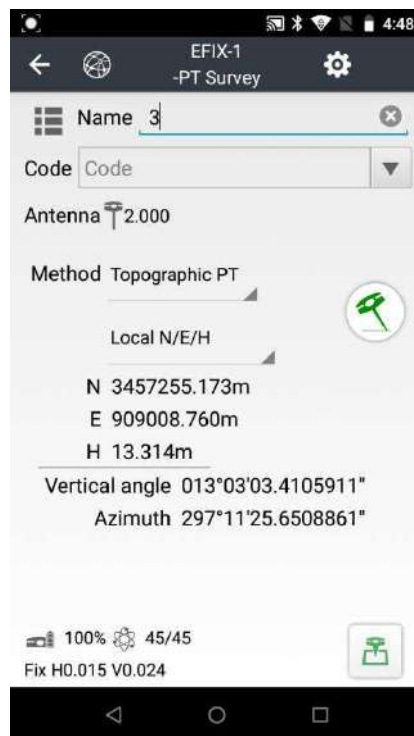 4:48
EFIX-1
-PT Survey
Name 3
Code Code
Antenna 2.000
Method Topographic PT
Local N/E/H
N 3457255.173m
E 909008.760m
H 13.314m
Vertical angle 013°03'03.4105911"
Azimuth 297°11'25.6508861"
100% 45/45
Fix H0.015 V0.024